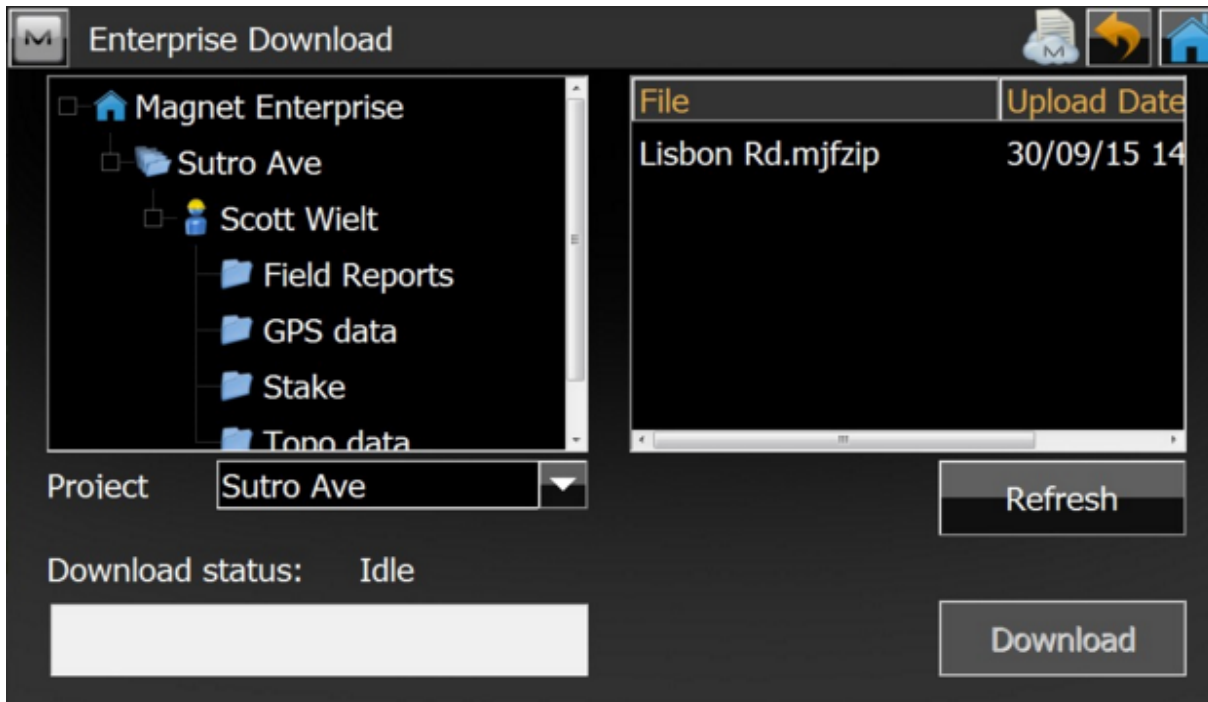 Enterprise Download
M
Magnet Enterprise
Sutro Ave
Scott Wielt
Field Reports
GPS data
Stake
Topo data
File Upload Date
Lisbon Rd.mjfzip 30/09/15 14
Project Sutro Ave
Refresh
Download status: Idle
Download